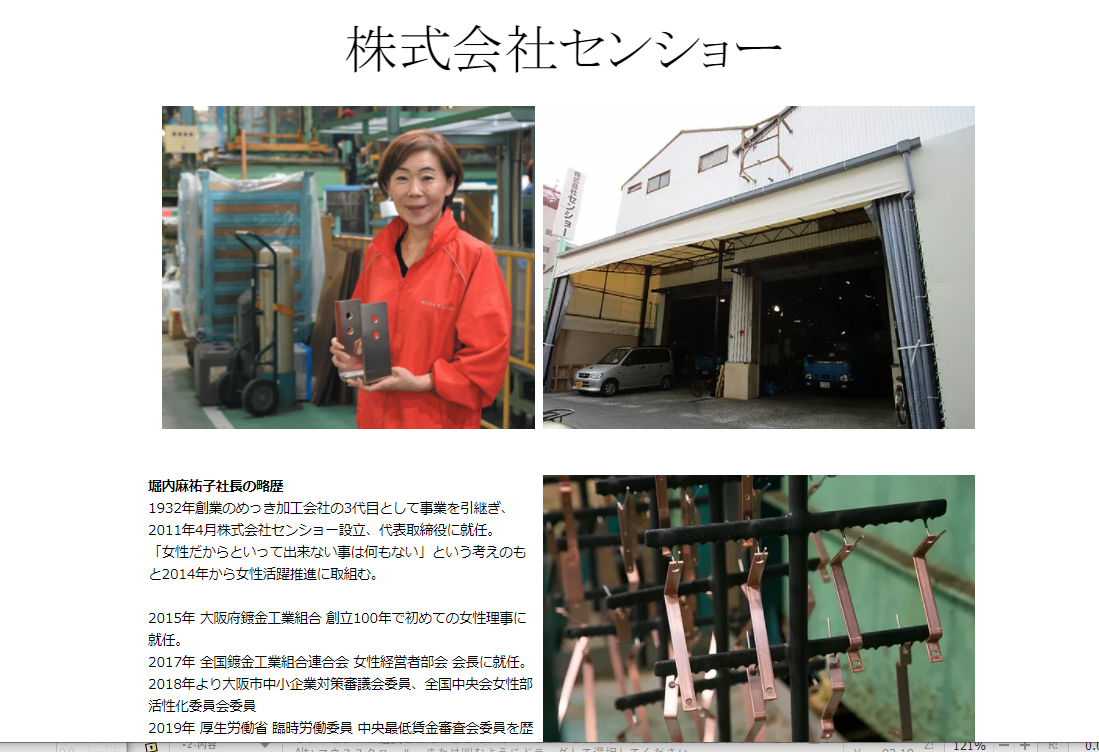 株式会社センショー
株式会社センショー
堀内麻祐子社長の略歴
1932年創業のめっき加工会社の3代目として事業を引継ぎ、
2011年4月株式会社センショー設立、代表取締役に就任。
「女性だからといって出来ない事は何もない」という考えのも
と2014年から女性活躍推進に取組む。
2015年 大阪府鍍金工業組合 創立100年で初めての女性理事に
就任。
2017年 全国鍍金工業組合連合会 女性経営者部会 会長に就任。
2018年より大阪市中小企業対策審議会委員、全国中央会女性部
活性化委員会委員
2019年 厚生労働省 臨時労働委員 中央最低賃金審査会委員を歴
*2-内容
Z: 121% R: